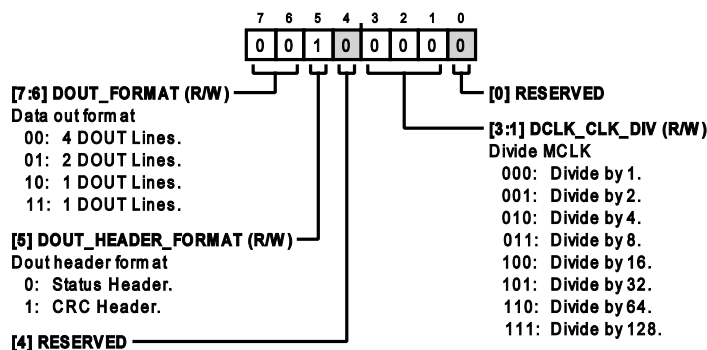 7 6 5 4 3 2 1 0
0 0 1 0 0 0 0 0
[7:6] DOUT_FORMAT (R/W)
Data out format
00: 4 DOUT Lines.
01: 2 DOUT Lines.
10: 1 DOUT Lines.
11: 1 DOUT Lines.
[5] DOUT_HEADER_FORMAT (R/W)
Dout header format
0: Status Header.
1: CRC Header.
[4] RESERVED
[0] RESERVED
[3:1] DCLK_CLK_DIV (R/W)
Divide MCLK
000: Divide by 1.
001: Divide by 2.
010: Divide by 4.
011: Divide by 8.
100: Divide by 16.
101: Divide by 32.
110: Divide by 64.
111: Divide by 128.